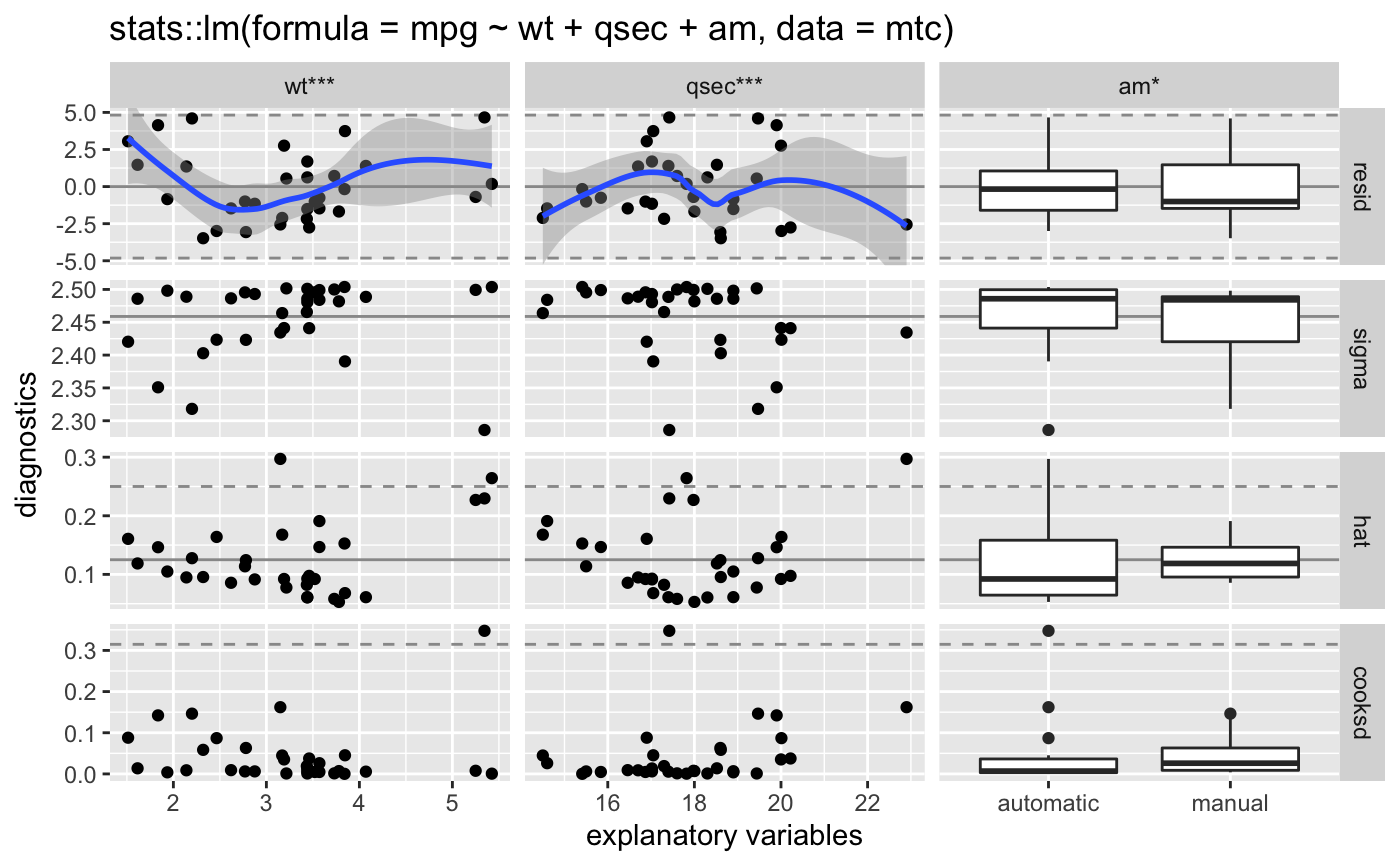 stats::lm(formula = mpg ~ wt + qsec + am, data = mtc)
wt*** qsec*** am*
diagnostics
5.0
2.5
0.0
-2.5
-5.0
resid
2.50
2.45
2.40
2.35
2.30
sigma
0.3
0.2
0.1
hat
0.3
0.2
0.1
0.0
cooksd
2 3 4 5 16 18 20 22 automatic manual
explanatory variables